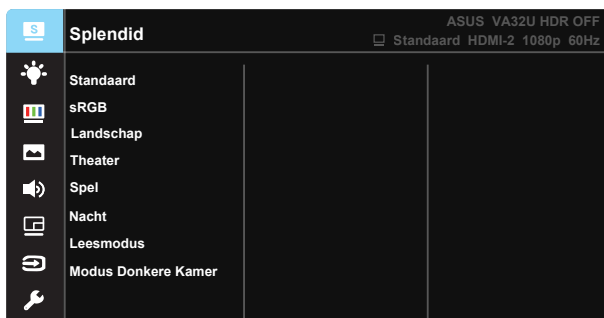 S
Splendid
ASUS VA32U HDR OFF
Standaard HDMI-2 1080p 60Hz
Standaard
sRGB
Landschap
Theater
Spel
Nacht
Leesmodus
Modus Donkere Kamer